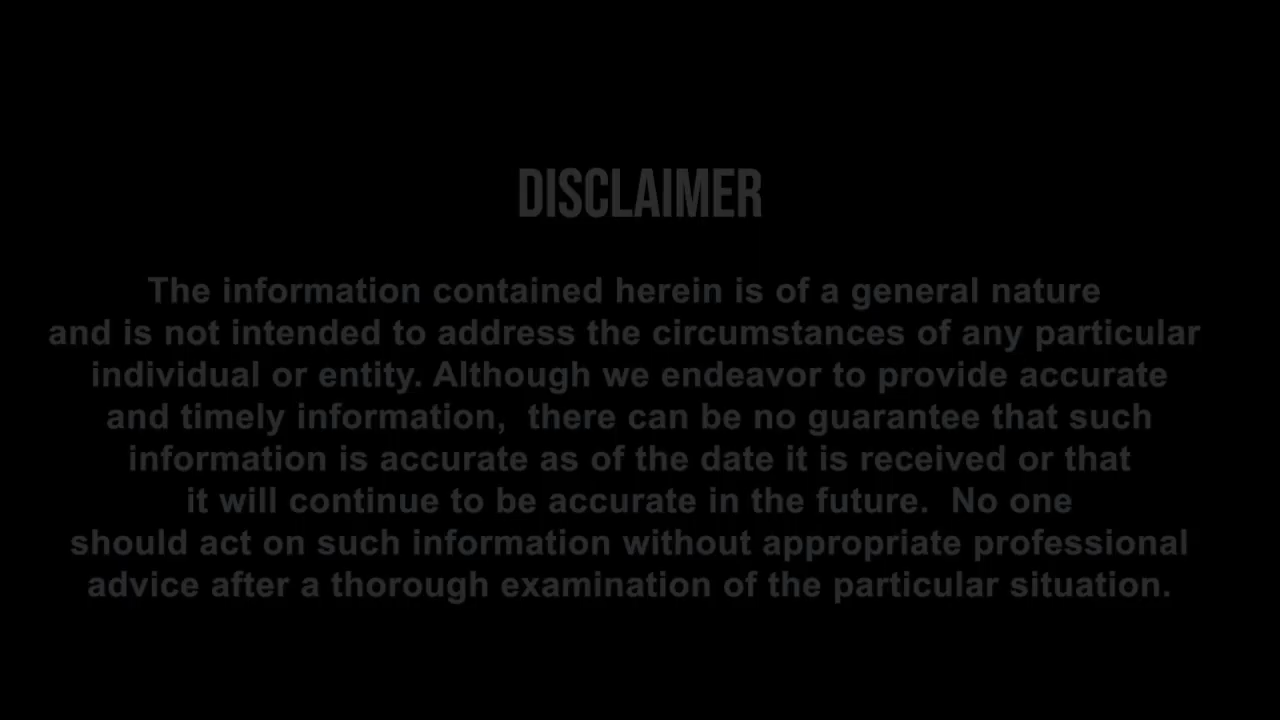 DISCLAIMER
The information contained herein is of a general nature
and is not intended to address the circumstances of any particular
individual or entity. Although we endeavor to provide accurate
and timely information,  there can be no guarantee that such
information is accurate as of the date it is received or that
it will continue to be accurate in the future.  No one
should act on such information without appropriate professional
advice after a thorough examination of the particular situation.